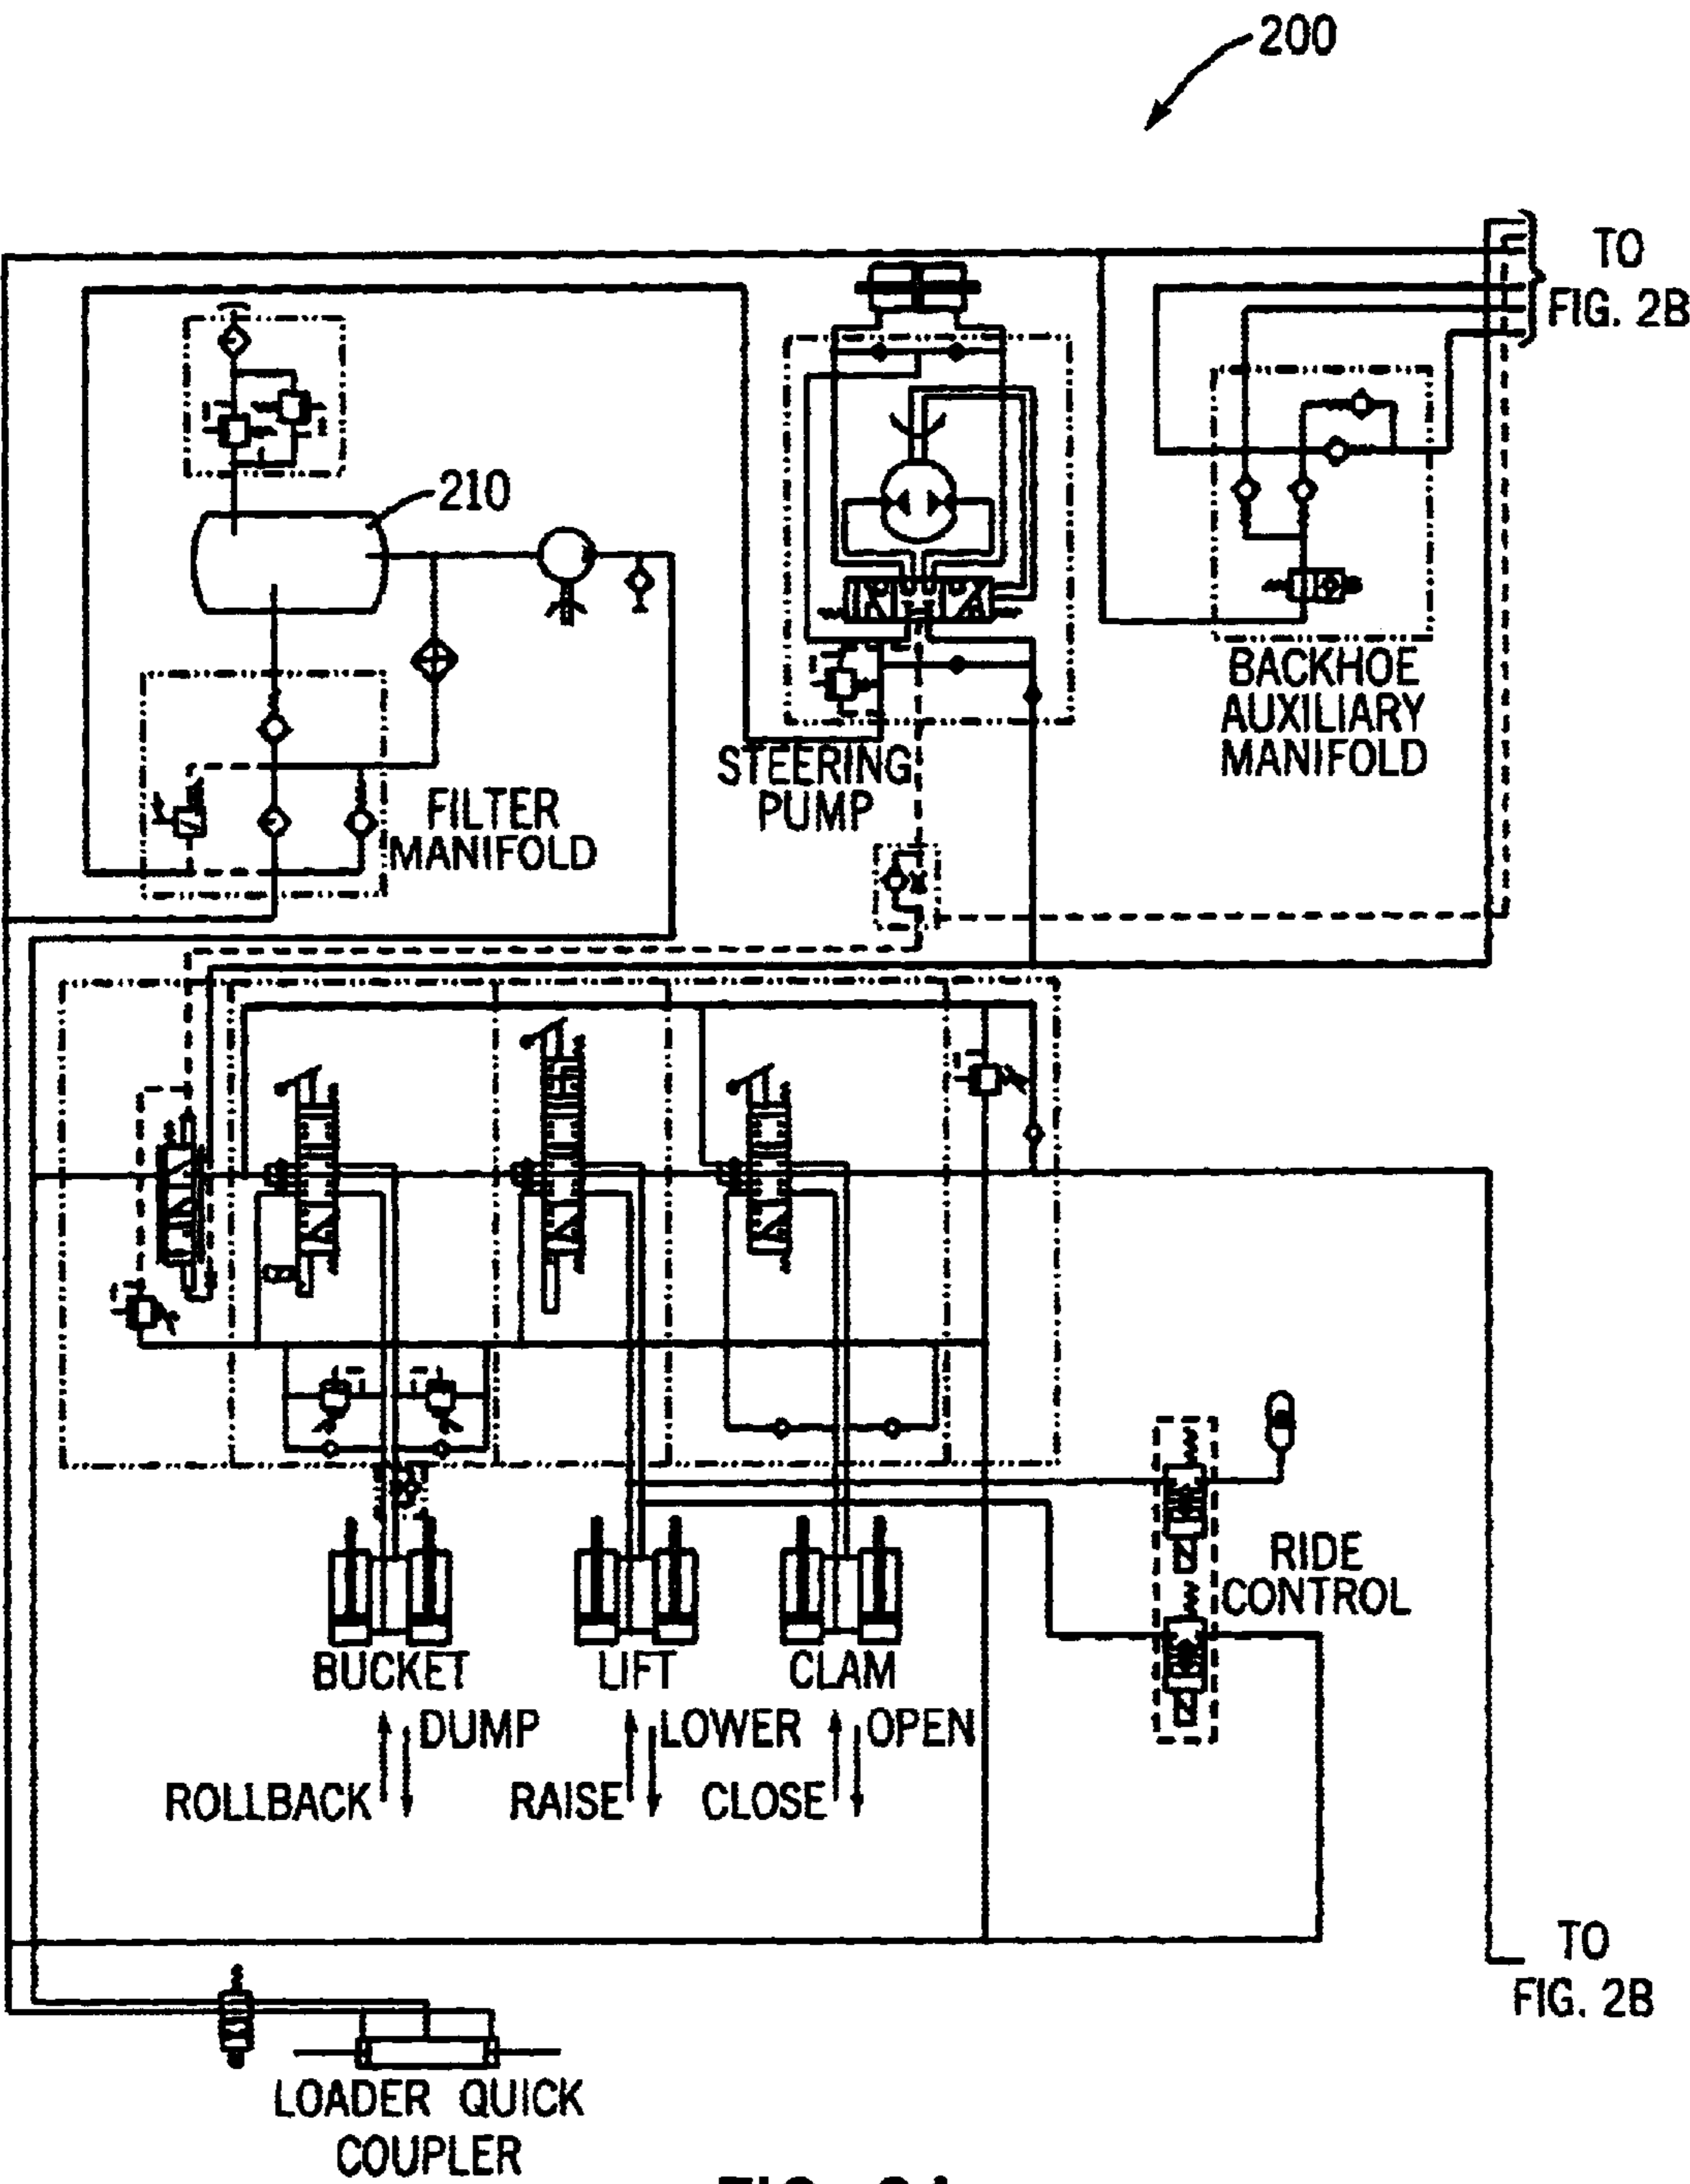 200
TO
FIG. 2B
210
BACKHOE
AUXILIARY
MANIFOLD
STEERING
PUMP
FILTER
MANIFOLD
RIDE
CONTROL
BUCKET
LIFT
CLAM
DUMP
LOWER
OPEN
ROLLBACK
RAISE
CLOSE
TO
FIG. 2B
LOADER QUICK
COUPLER